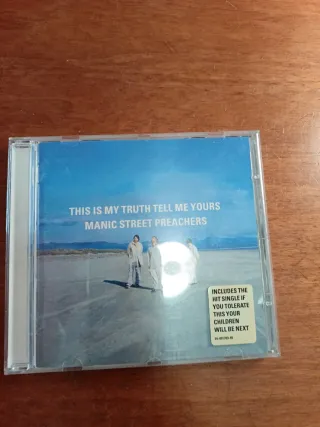 THIS IS MY TRUTH TELL ME YOURS
MANIC STREET PREACHERS
INCLUDES THE
HIT SINGLE IF
YOU TOLERATE
THIS YOUR
CHILDREN
WILL BE NEXT